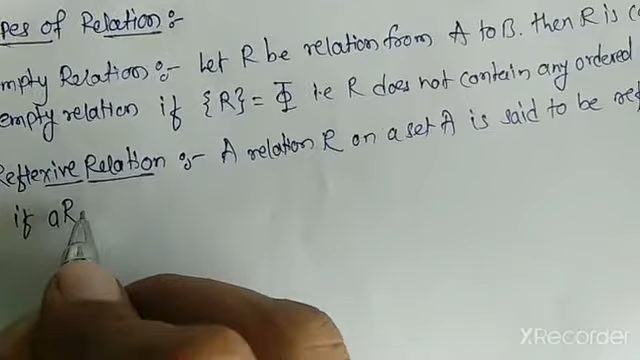 pes of Relation :-
Empty Relation :- Let R be relation from A to B. then R is c
empty relation if {R} = Φ i.e R does not contain any ordered
Reflexive Relation :- A relation R on a set A is said to be ref
if aR
XRecorder